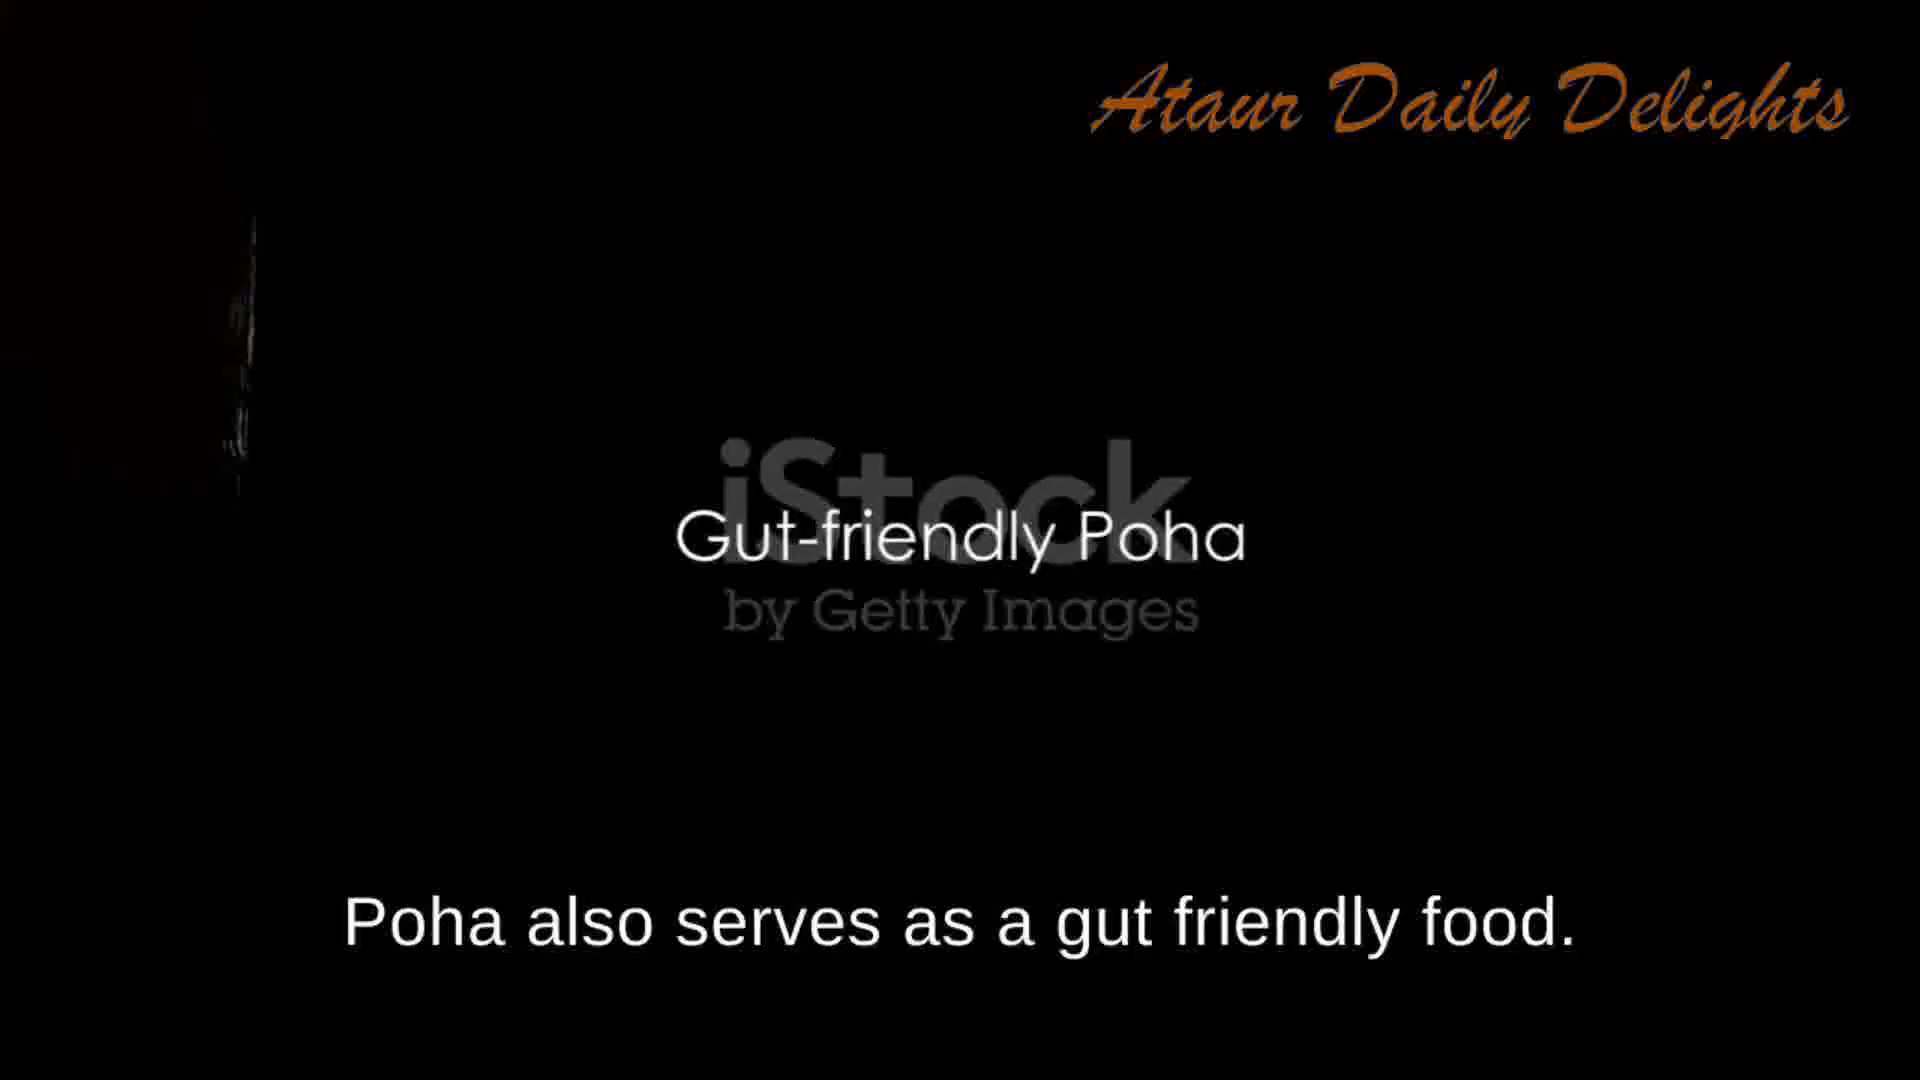 Ataur Daily Delights
iStock
Gut-friendly Poha
by Getty Images
Poha also serves as a gut friendly food.